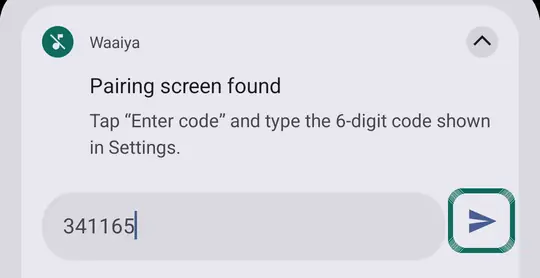 Waaiya
Pairing screen found
Tap “Enter code” and type the 6-digit code shown
in Settings.
341165